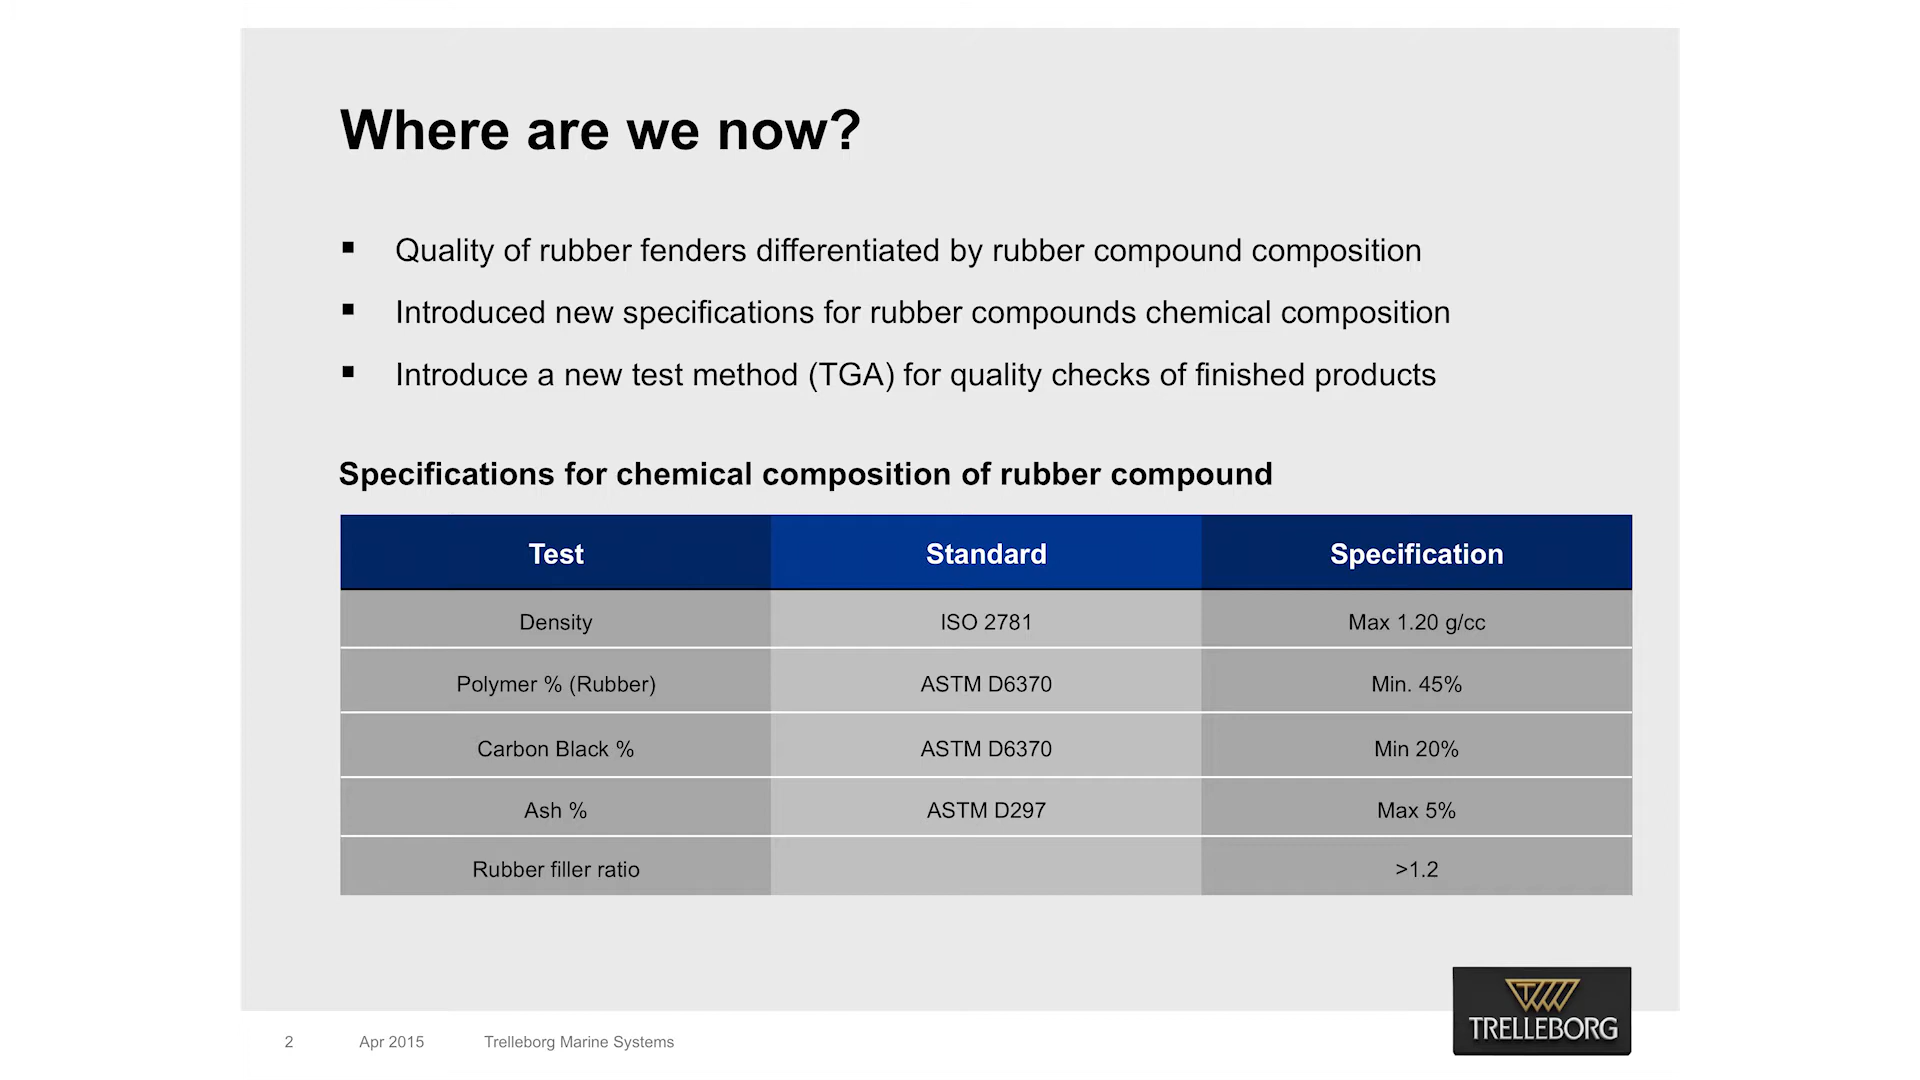 Where are we now?
▪ Quality of rubber fenders differentiated by rubber compound composition
▪ Introduced new specifications for rubber compounds chemical composition
▪ Introduce a new test method (TGA) for quality checks of finished products
Specifications for chemical composition of rubber compound
Test Standard Specification
Density ISO 2781 Max 1.20 g/cc
Polymer % (Rubber) ASTM D6370 Min. 45%
Carbon Black % ASTM D6370 Min 20%
Ash % ASTM D297 Max 5%
Rubber filler ratio >1.2
TRELLEBORG
2 Apr 2015 Trelleborg Marine Systems